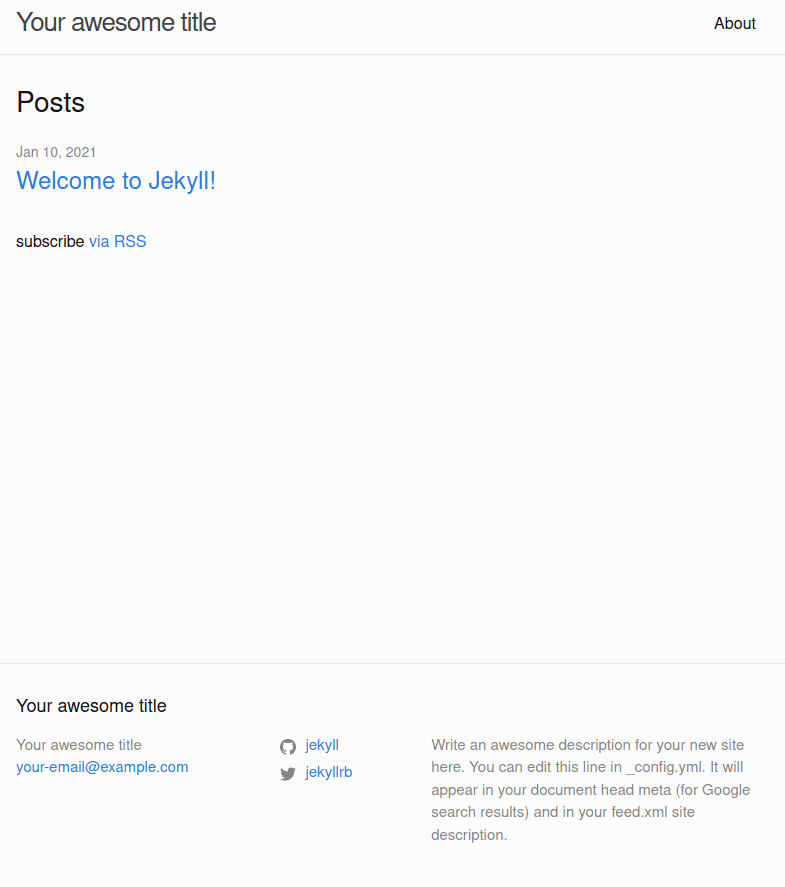 Your awesome title
About
Posts
Jan 10, 2021
Welcome to Jekyll!
subscribe via RSS
Your awesome title
Your awesome title
your-email@example.com
jekyll
jekyllrb
Write an awesome description for your new site
here. You can edit this line in _config.yml. It will
appear in your document head meta (for Google
search results) and in your feed.xml site
description.